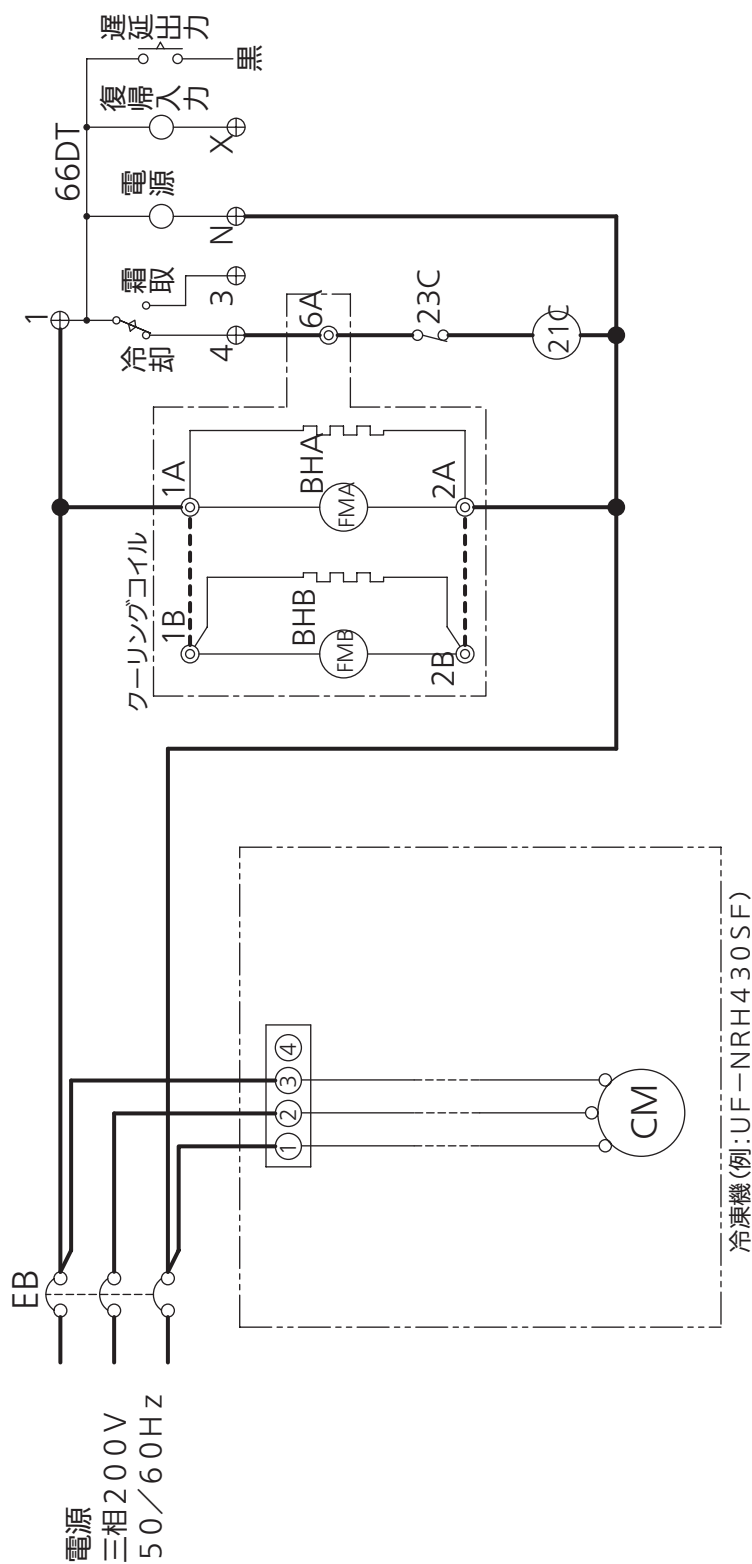 電源
三相200V
50/60Hz
EB
①
②
③
④
CM
冷凍機(例:UF-NRH430SF)
クーリングコイル
1B
1A
BHB
BHA
FMB
FMA
2B
2A
6A
23C
21C
1
66DT
冷却
霜取
電源
復帰入力
遅延出力
4
3
N
X
黒